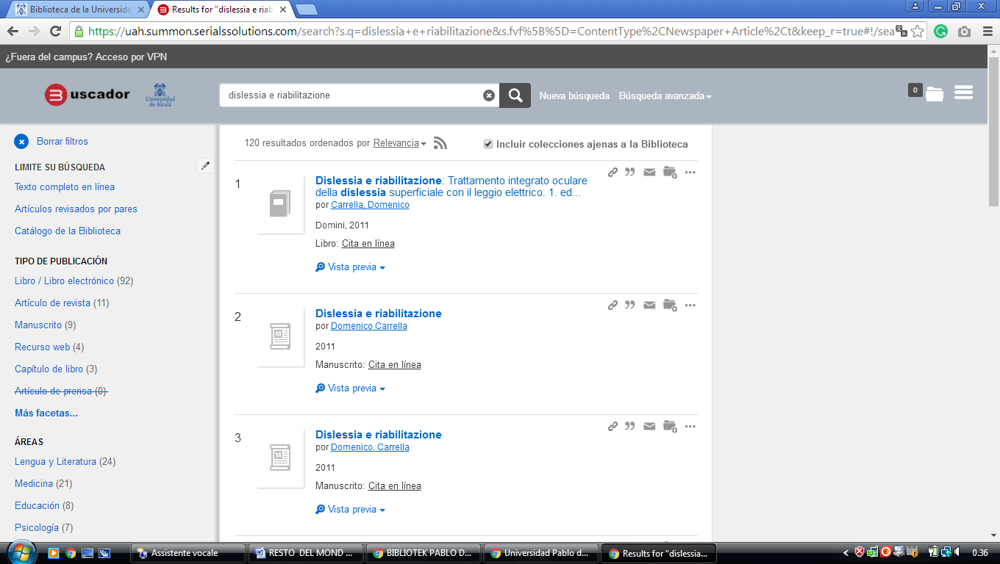 Biblioteca de la Universida
Results for "dislessia e riab
https://uah.summon.serialssolutions.com/search?s.q=dislessia+e+riabilitazione&s.fvf%5B%5D=ContentType%2CNewspaper+Article%2Ct&keep_r=true#!/sea
¿Fuera del campus? Acceso por VPN
Buscador
Universidad
de Alcalá
dislessia e riabilitazione
Nueva búsqueda
Búsqueda avanzada
0
Borrar filtros
LIMITE SU BÚSQUEDA
Texto completo en línea
Artículos revisados por pares
Catálogo de la Biblioteca
TIPO DE PUBLICACIÓN
Libro / Libro electrónico (92)
Artículo de revista (11)
Manuscrito (9)
Recurso web (4)
Capítulo de libro (3)
Artículo de prensa (0)
Más facetas...
ÁREAS
Lengua y Literatura (24)
Medicina (21)
Educación (8)
Psicología (7)
120 resultados ordenados por Relevancia
Incluir colecciones ajenas a la Biblioteca
1
Dislessia e riabilitazione: Trattamento integrato oculare
della dislessia superficiale con il leggio elettrico. 1. ed...
por Carrella, Domenico
Domini, 2011
Libro: Cita en línea
Vista previa
2
Dislessia e riabilitazione
por Domenico Carrella
2011
Manuscrito: Cita en línea
Vista previa
3
Dislessia e riabilitazione
por Domenico. Carrella
2011
Manuscrito: Cita en línea
Vista previa
Assistente vocale
RESTO DEL MOND ...
BIBLIOTEK PABLO D...
Universidad Pablo d...
Results for "dislessia...
0.36